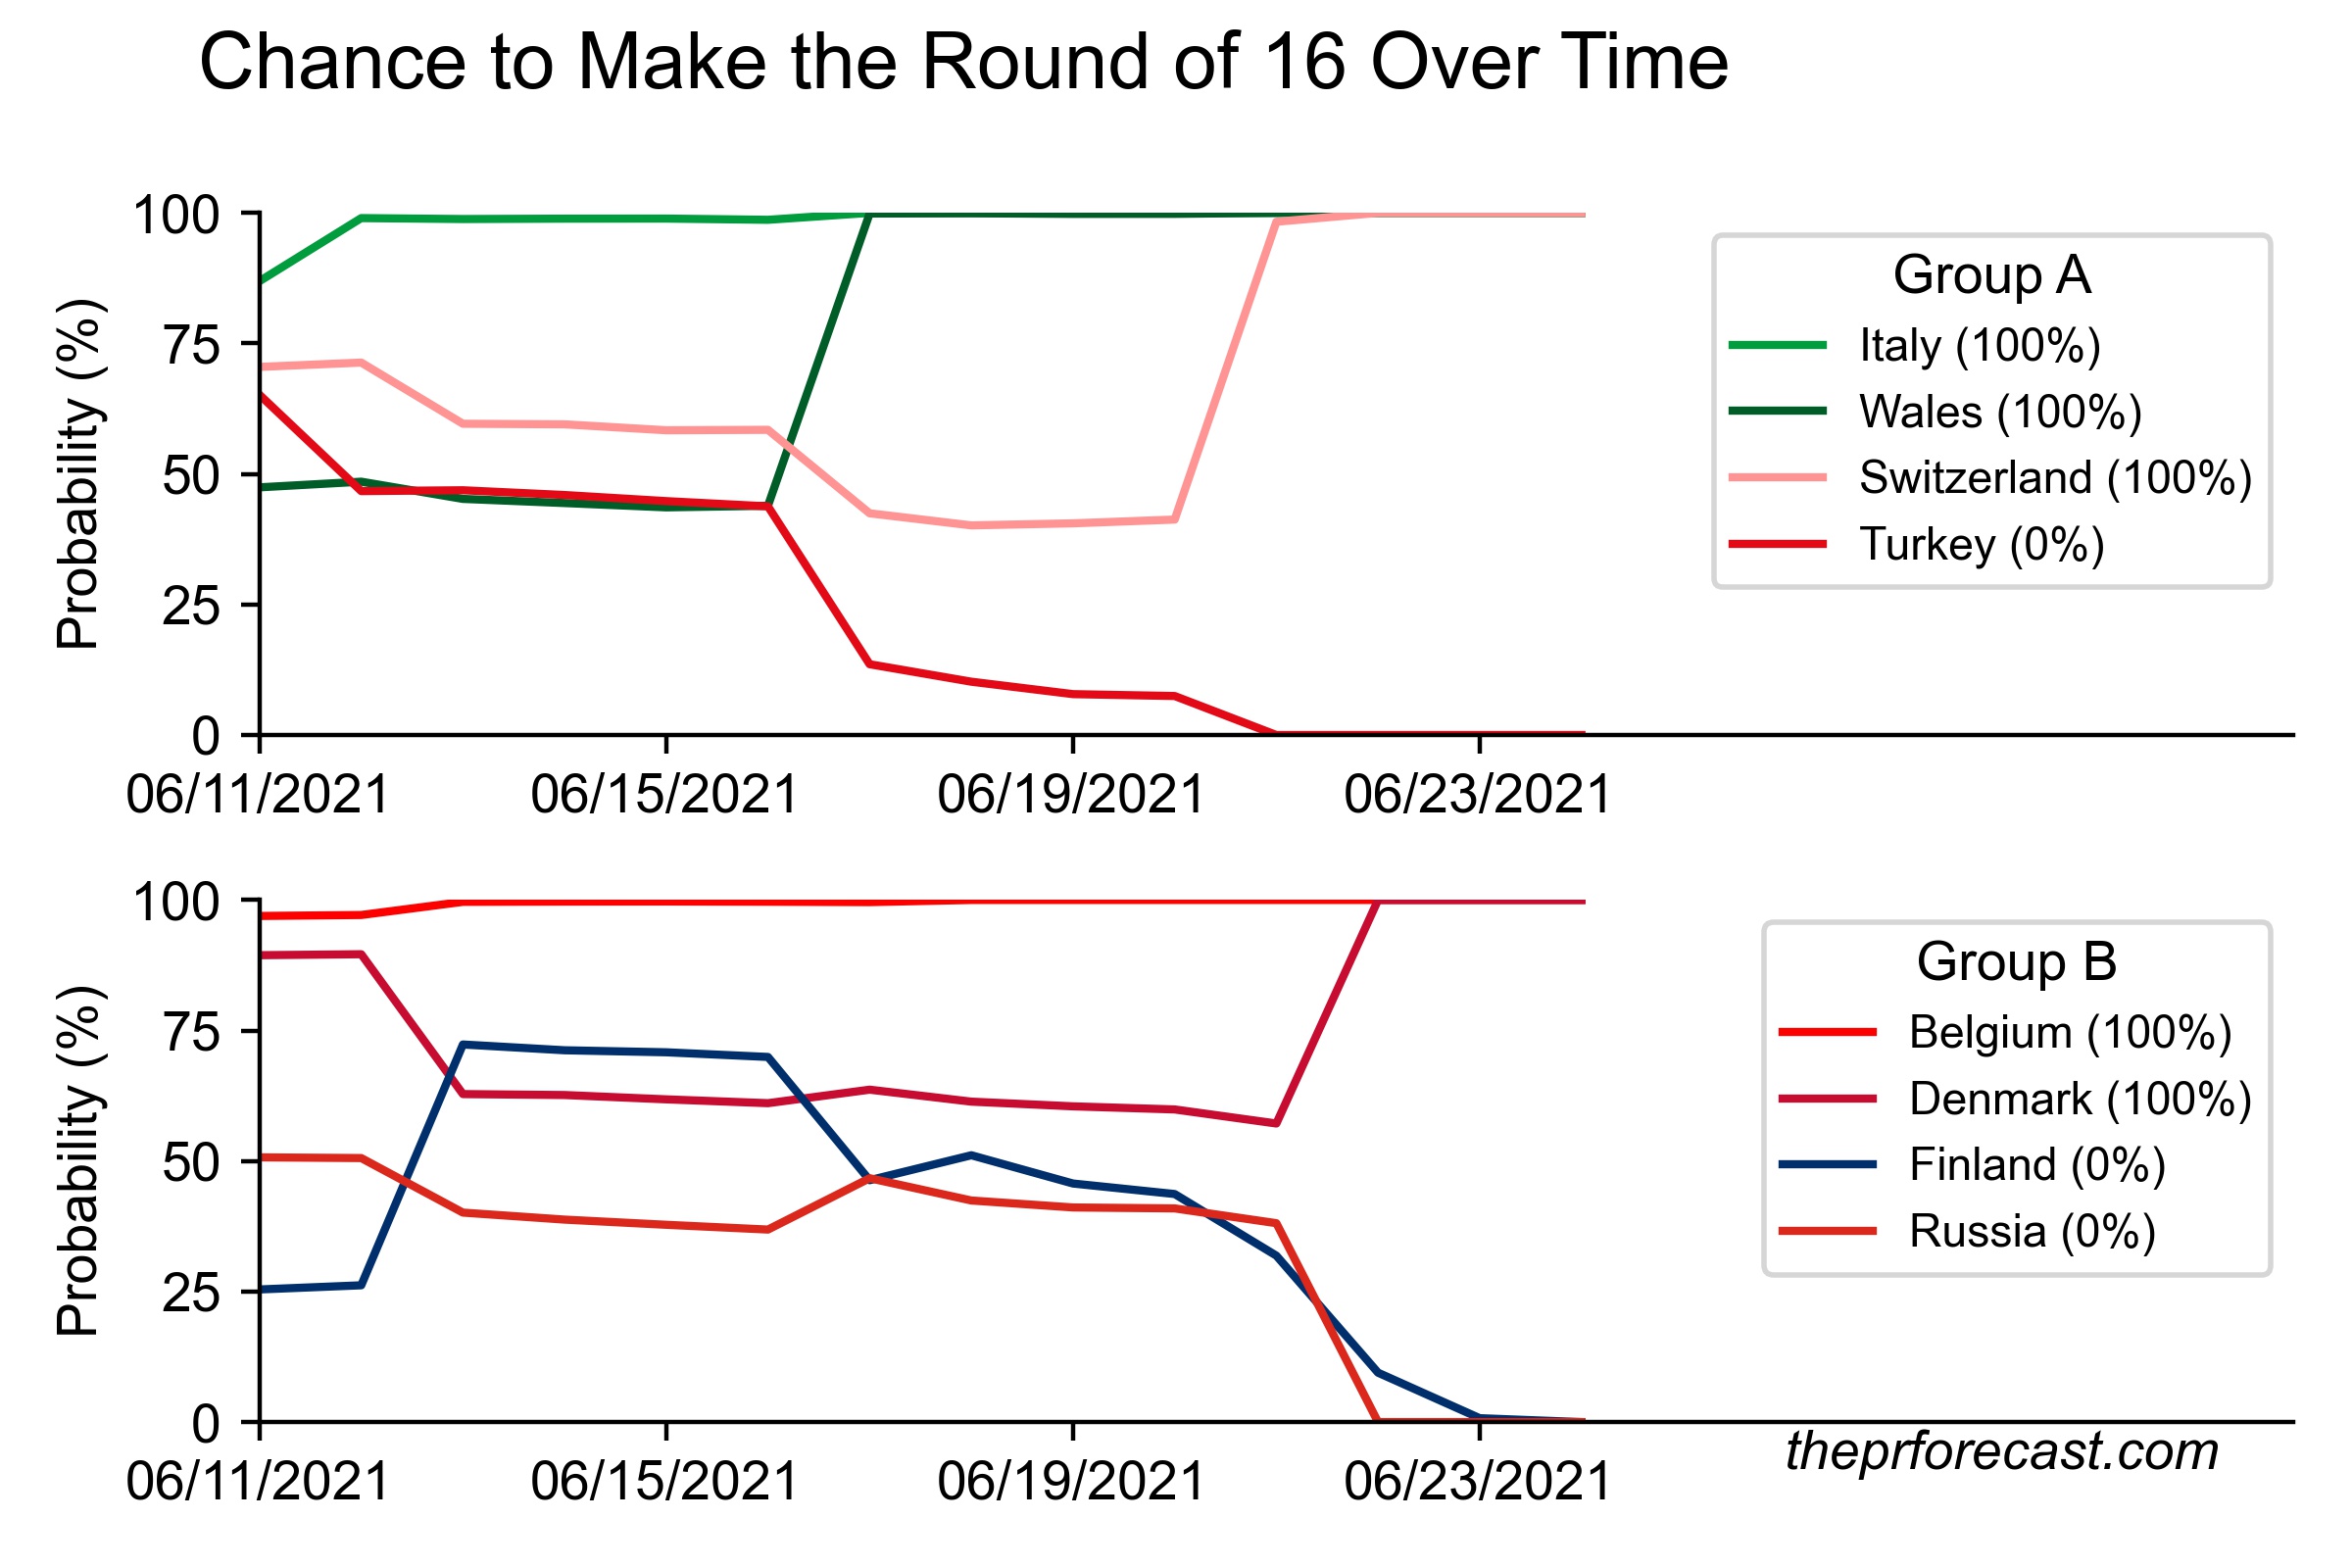 Chance to Make the Round of 16 Over Time
Probability (%)
100
75
50
25
0
06/11/2021 06/15/2021 06/19/2021 06/23/2021
Group A
Italy (100%)
Wales (100%)
Switzerland (100%)
Turkey (0%)
Probability (%)
100
75
50
25
0
06/11/2021 06/15/2021 06/19/2021 06/23/2021
Group B
Belgium (100%)
Denmark (100%)
Finland (0%)
Russia (0%)
theprforecast.com